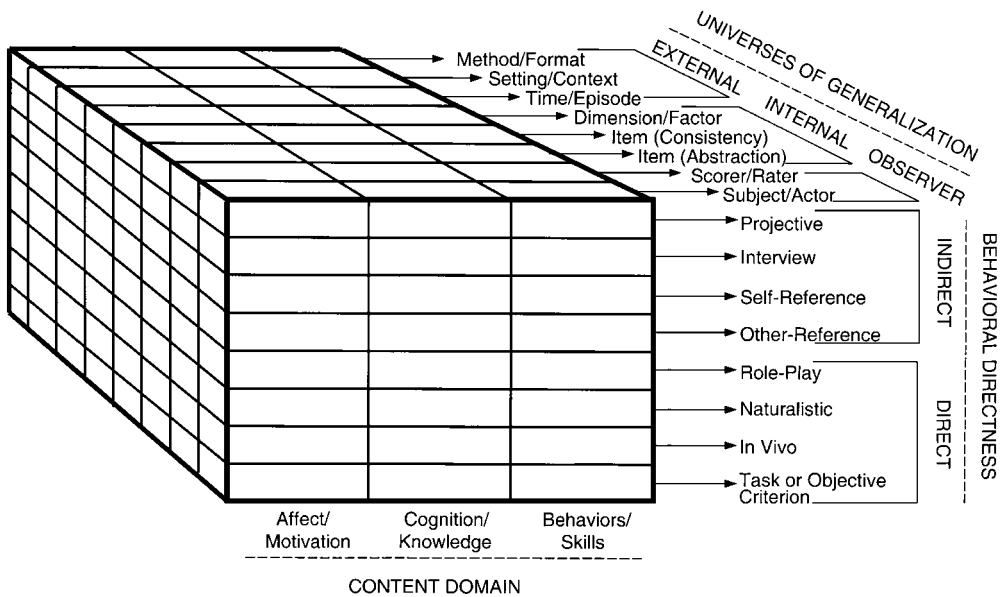 Method/Format
Setting/Context
Time/Episode
Dimension/Factor
Item (Consistency)
Item (Abstraction)
Scorer/Rater
Subject/Actor
EXTERNAL
INTERNAL
OBSERVER
UNIVERSES OF GENERALIZATION
Projective
Interview
Self-Reference
Other-Reference
Role-Play
Naturalistic
In Vivo
Task or Objective
Criterion
INDIRECT
DIRECT
BEHAVIORAL DIRECTNESS
Affect/
Motivation
Cognition/
Knowledge
Behaviors/
Skills
CONTENT DOMAIN